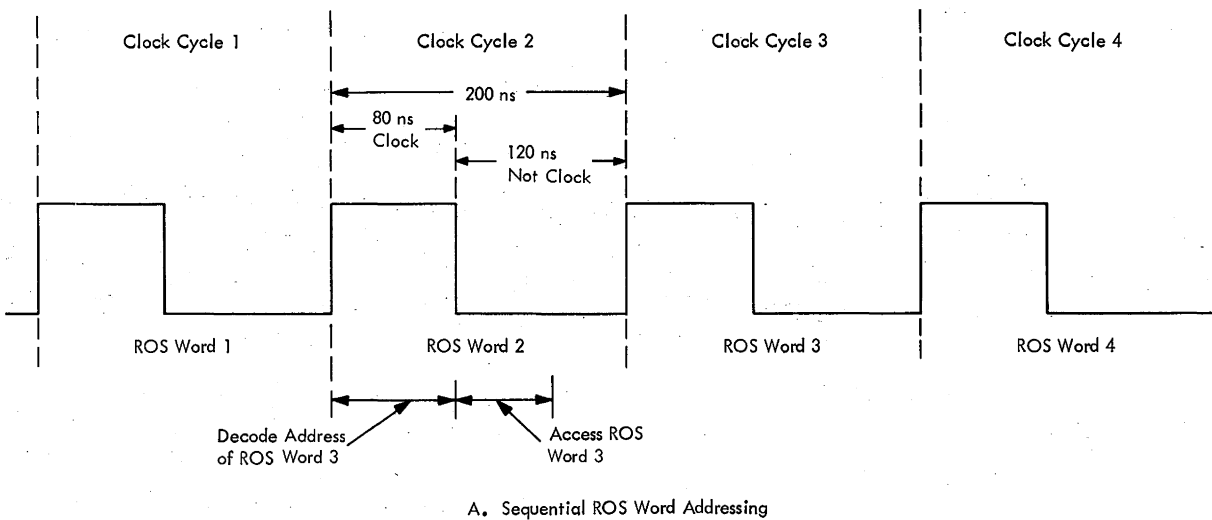 Clock Cycle 1
Clock Cycle 2
Clock Cycle 3
Clock Cycle 4
200 ns
80 ns
Clock
120 ns
Not Clock
ROS Word 1
ROS Word 2
ROS Word 3
ROS Word 4
Decode Address
of ROS Word 3
Access ROS
Word 3
A. Sequential ROS Word Addressing